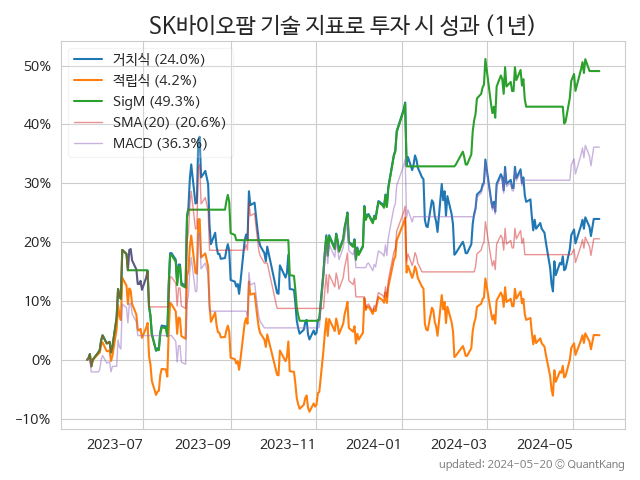 SK바이오팜 기술 지표로 투자 시 성과 (1년)
거치식 (24.0%)
적립식 (4.2%)
SigM (49.3%)
SMA(20) (20.6%)
MACD (36.3%)
50%
40%
30%
20%
10%
0%
−10%
2023-07
2023-09
2023-11
2024-01
2024-03
2024-05
updated: 2024-05-20 © QuantKang